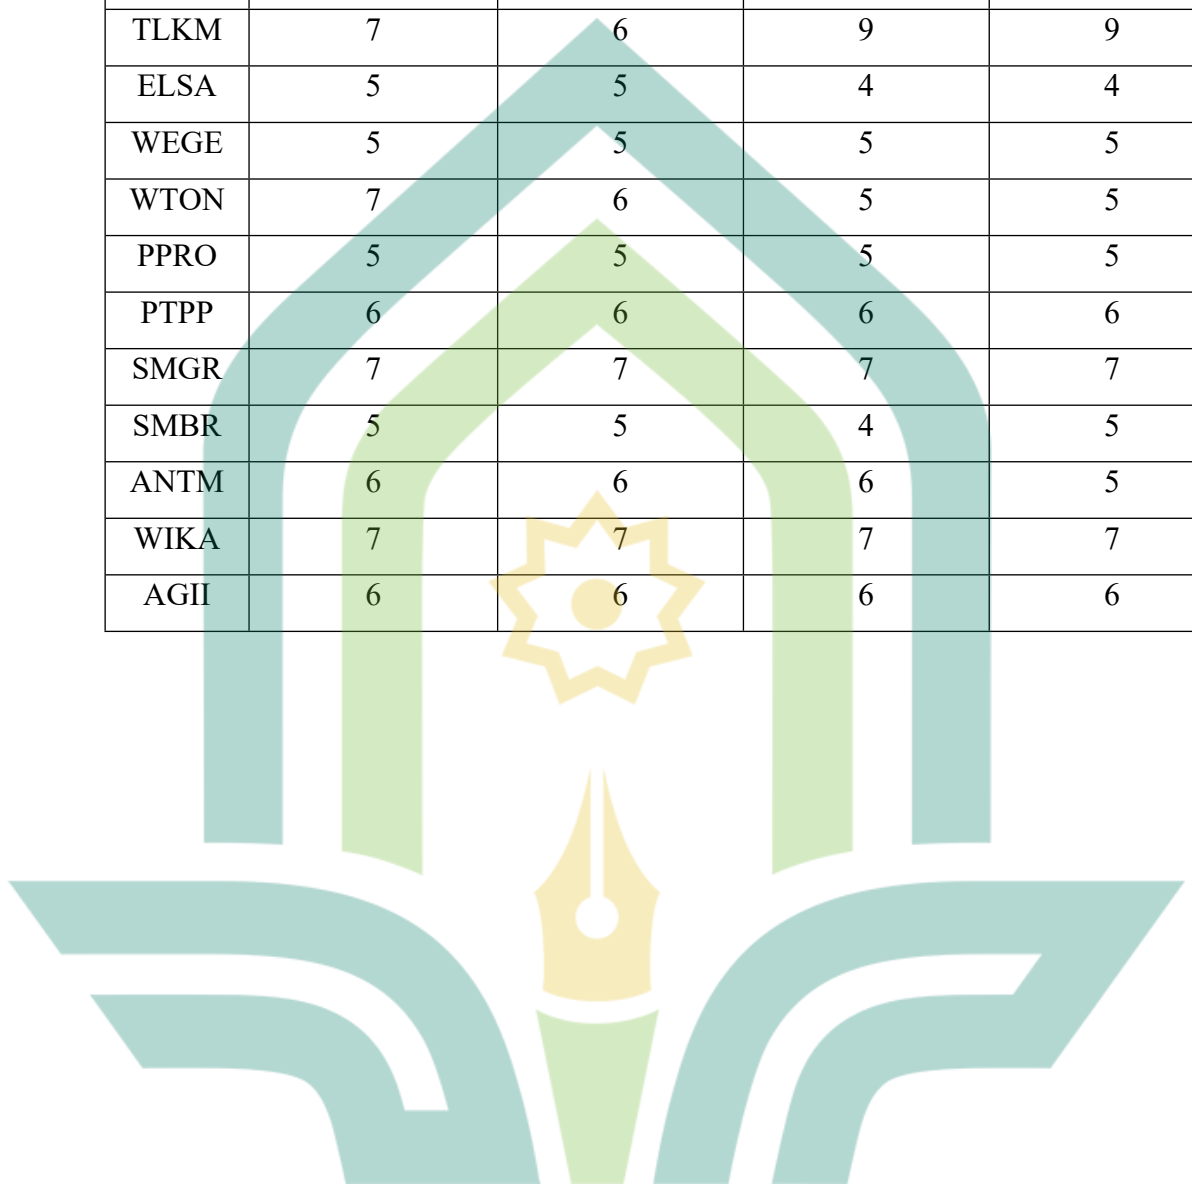 TLKM 7 6 9 9
ELSA 5 5 4 4
WEGE 5 5 5 5
WTON 7 6 5 5
PPRO 5 5 5 5
PTPP 6 6 6 6
SMGR 7 7 7 7
SMBR 5 5 4 5
ANTM 6 6 6 5
WIKA 7 7 7 7
AGII 6 6 6 6